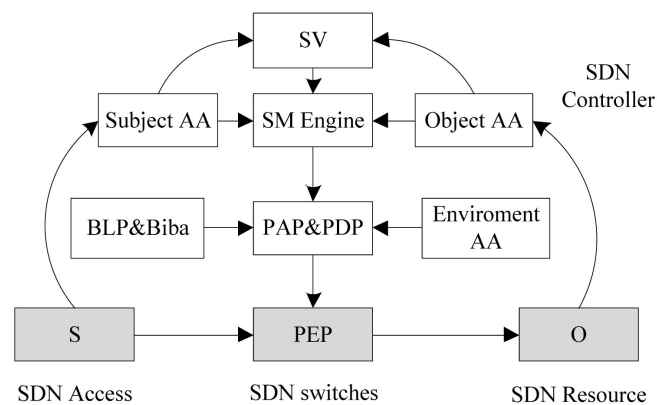 SV
SDN
Controller
Subject AA
SM Engine
Object AA
BLP&Biba
PAP&PDP
Enviroment
AA
S
PEP
O
SDN Access
SDN switches
SDN Resource